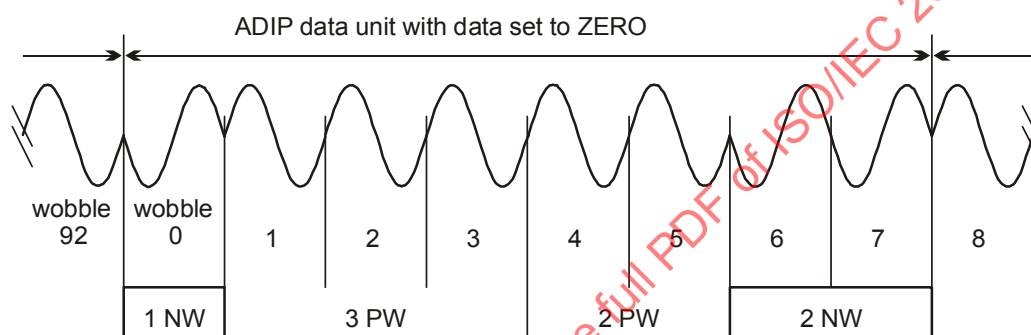 ADIP data unit with data set to ZERO
wobble 92
wobble 0
1
2
3
4
5
6
7
8
1 NW
3 PW
2 PW
2 NW
e full PDF of ISO/IEC 2